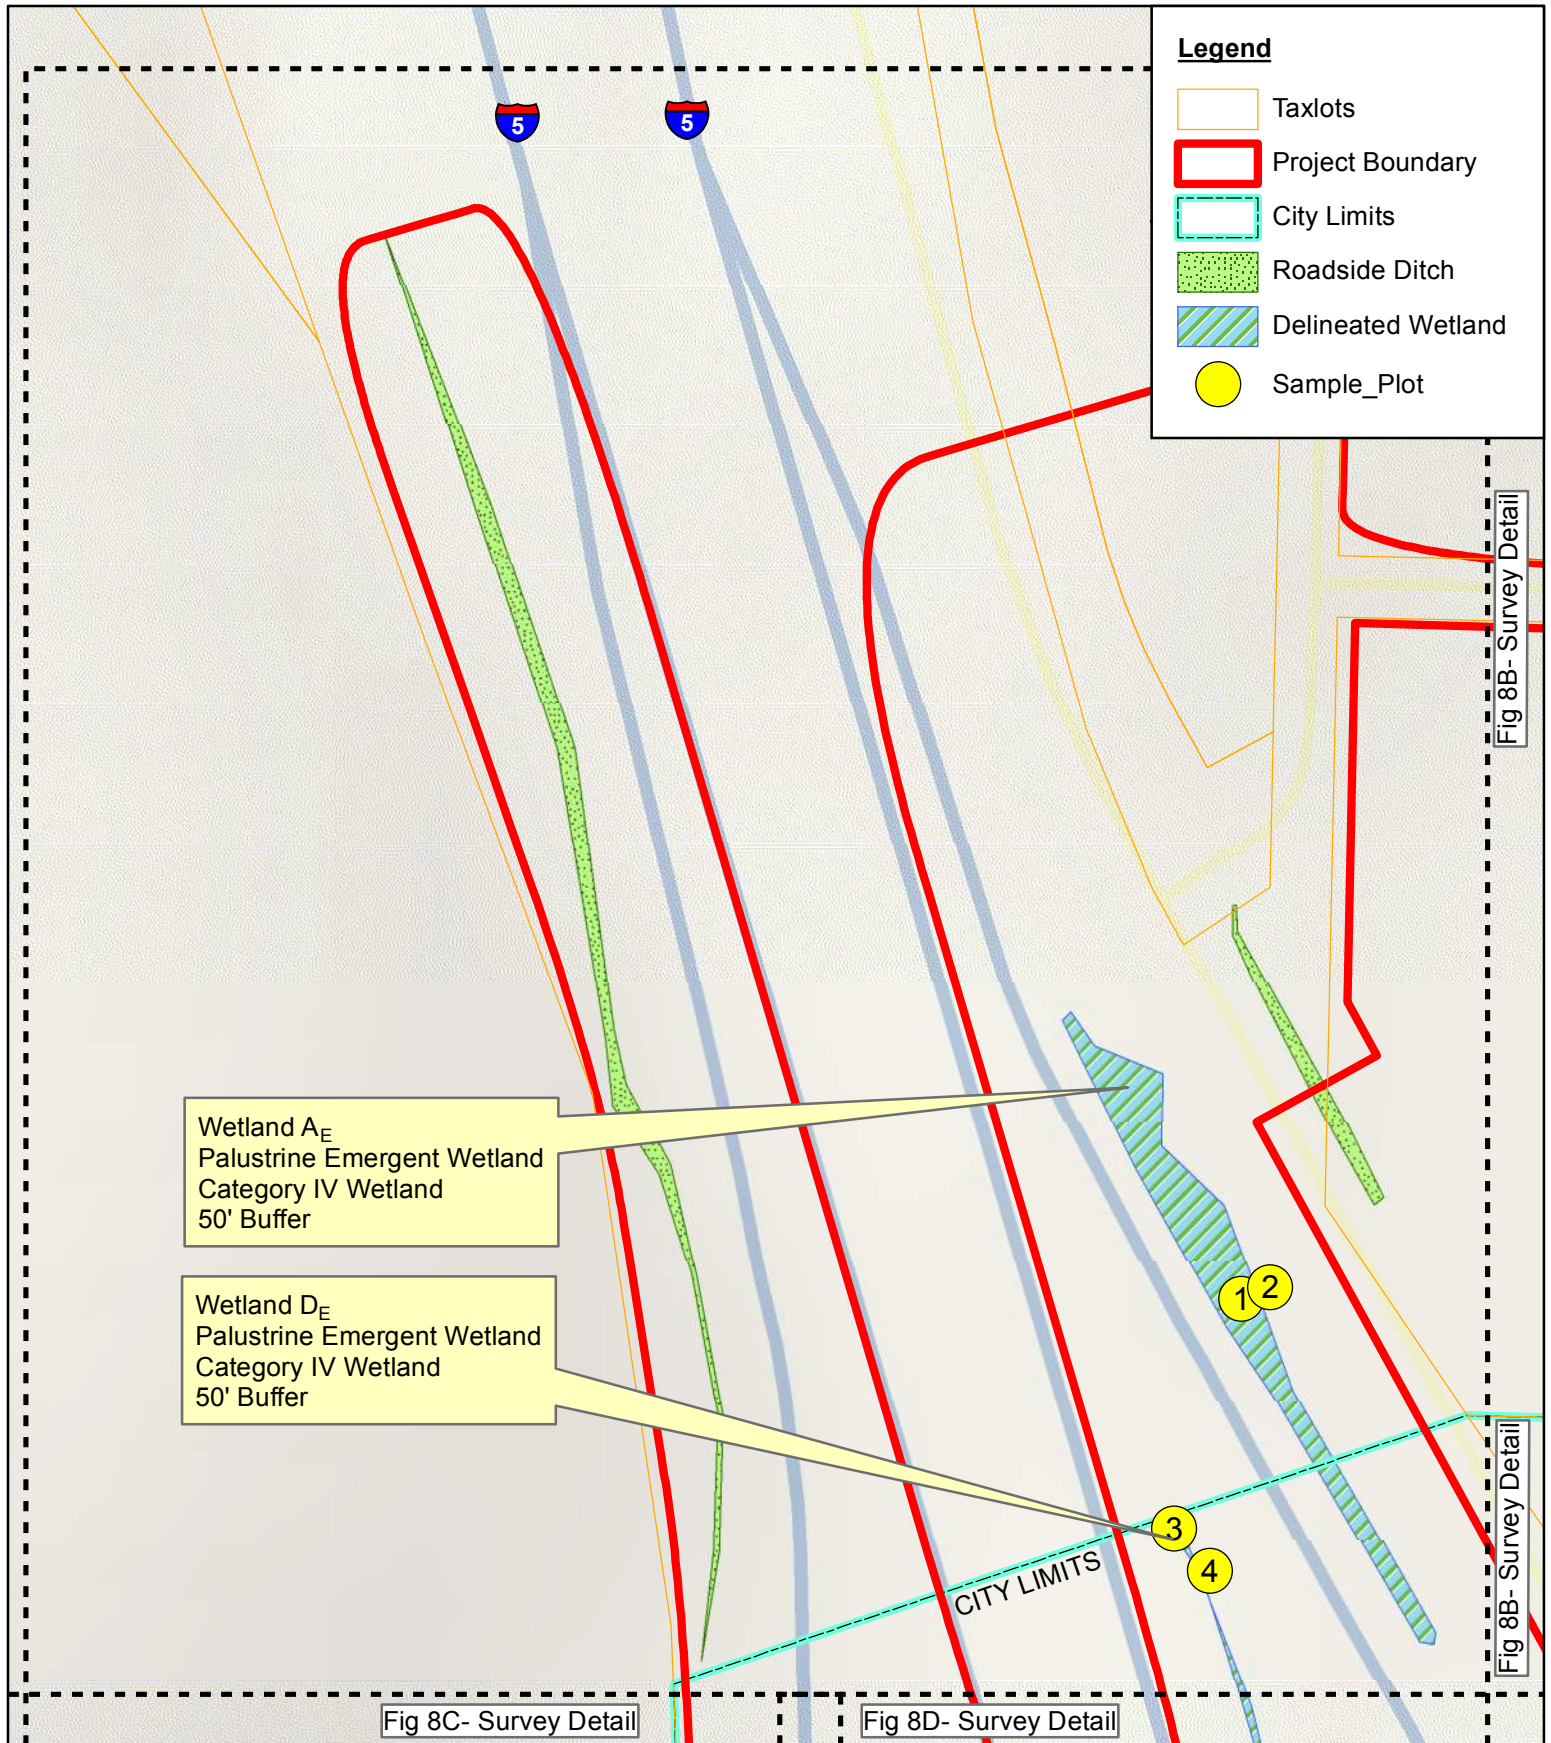 Legend
Taxlots
Project Boundary
City Limits
Roadside Ditch
Delineated Wetland
Sample_Plot
5
5
Fig 8B- Survey Detail
Wetland AE
Palustrine Emergent Wetland
Category IV Wetland
50' Buffer
Wetland DE
Palustrine Emergent Wetland
Category IV Wetland
50' Buffer
1
2
3
4
CITY LIMITS
Fig 8B- Survey Detail
Fig 8C- Survey Detail
Fig 8D- Survey Detail